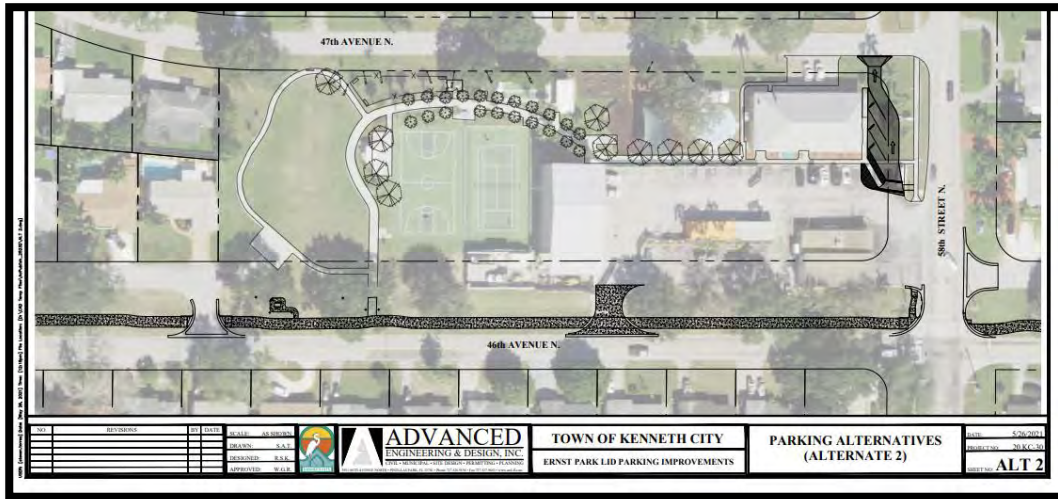 47th AVENUE N.
58th STREET N.
46th AVENUE N.
NO
REVISIONS
BY
DATE
SCALE:
DRAWN: S.A.T.
DESIGNED: R.S.K.
APPROVED: W.G.R.
ADVANCED
ENGINEERING & DESIGN, INC.
CIVIL • MUNICIPAL • SITE DESIGN • PERMITTING • PLANNING
TOWN OF KENNETH CITY
ERNST PARK LID PARKING IMPROVEMENTS
PARKING ALTERNATIVES
(ALTERNATE 2)
DATE: 5/26/2021
PROJECT NO. 20-KC-30
SHEET NO. ALT 2